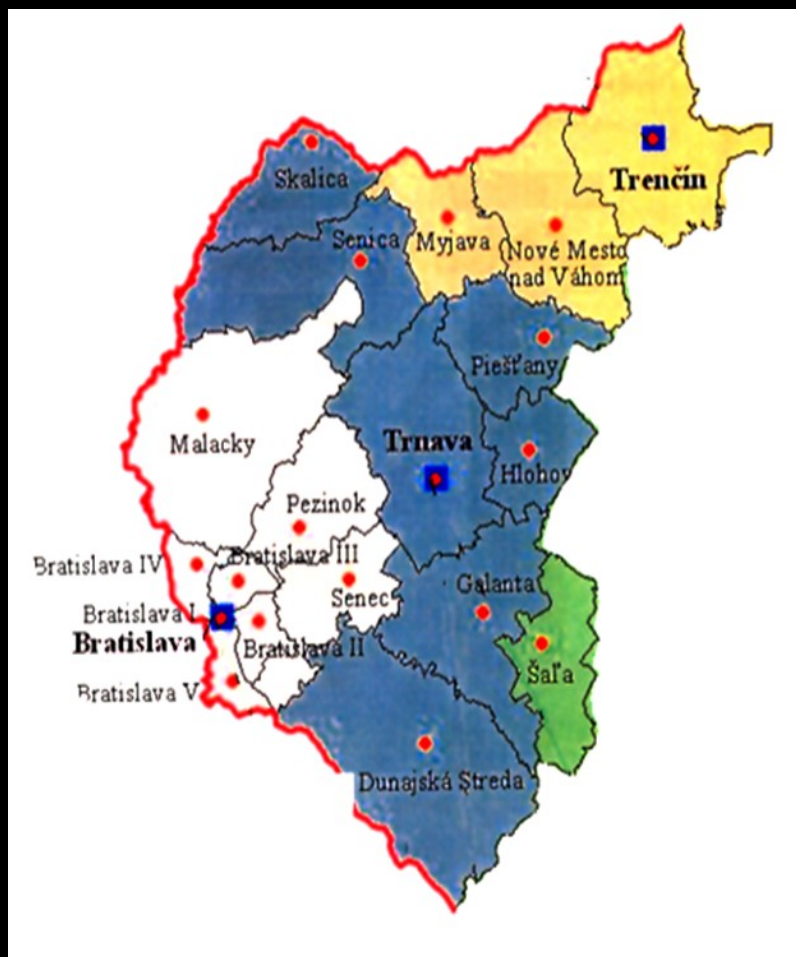 Trenčín
Skalica
Senica
Myjava
Nové Mesto
nad Váhom
Piešťany
Malacky
Trnava
Hlohov
Pezinok
Bratislava IV
Bratislava III
Galanta
Senec
Bratislava I
Bratislava
Bratislava II
Šaľa
Bratislava V
Dunajská Streda